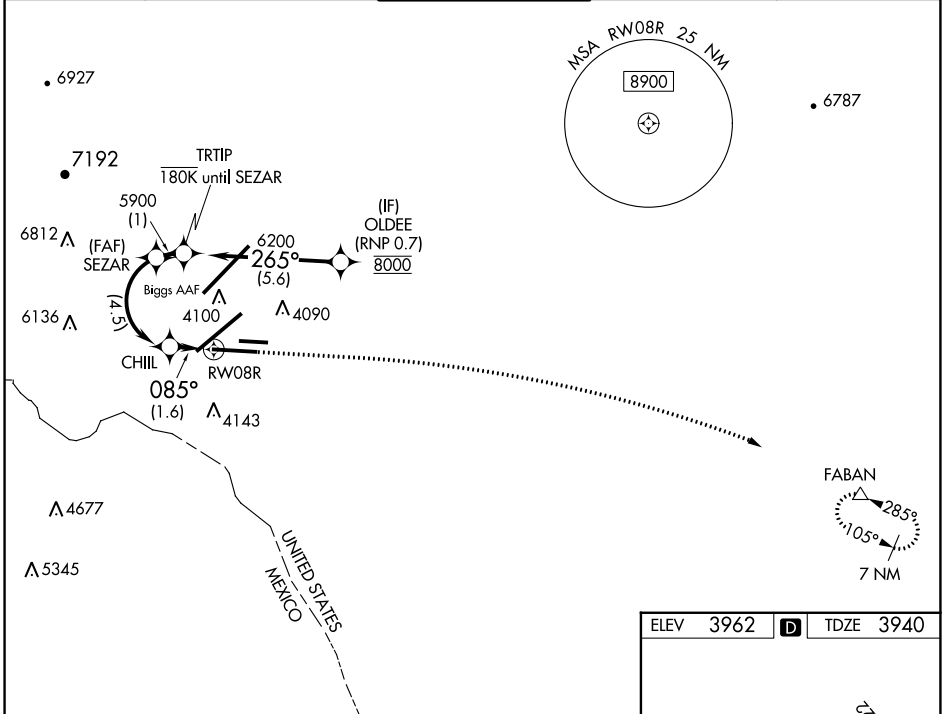 MSA RW08R 25 NM
8900
6927
6787
7192
TRTIP
180K until SEZAR
5900
(1)
6812
(FAF)
SEZAR
6200
265°
(5.6)
(IF)
OLDEE
(RNP 0.7)
8000
Biggs AAF
(4.5)
6136
4100
4090
CHIIL
RW08R
085°
(1.6)
4143
FABAN
285°
105°
7 NM
4677
5345
UNITED STATES
MEXICO
ELEV 3962 D TDZE 3940
22